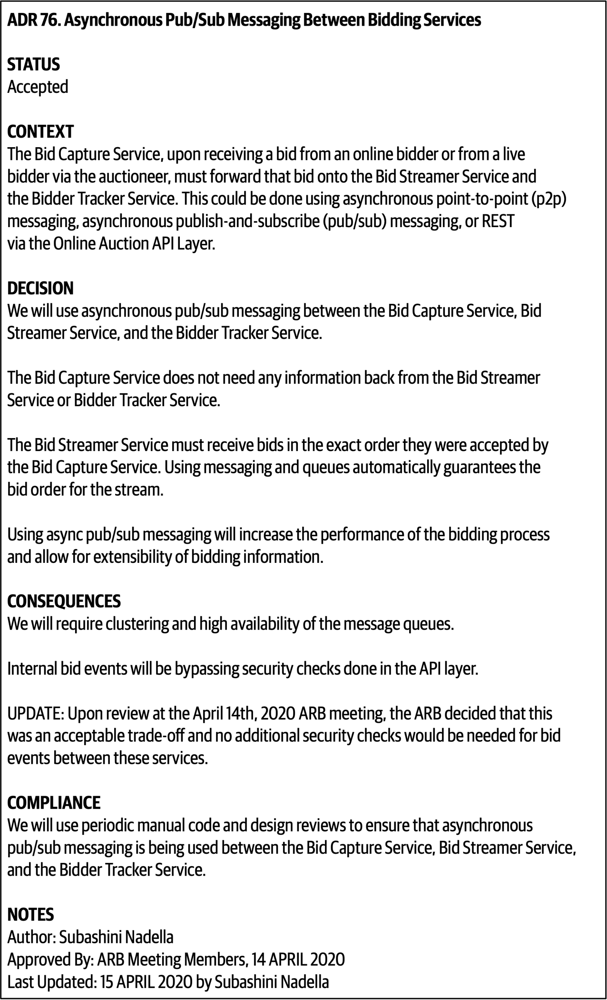 ADR 76. Asynchronous Pub/Sub Messaging Between Bidding Services
STATUS
Accepted
CONTEXT
The Bid Capture Service, upon receiving a bid from an online bidder or from a live
bidder via the auctioneer, must forward that bid onto the Bid Streamer Service and
the Bidder Tracker Service. This could be done using asynchronous point-to-point (p2p)
messaging, asynchronous publish-and-subscribe (pub/sub) messaging, or REST
via the Online Auction API Layer.
DECISION
We will use asynchronous pub/sub messaging between the Bid Capture Service, Bid
Streamer Service, and the Bidder Tracker Service.
The Bid Capture Service does not need any information back from the Bid Streamer
Service or Bidder Tracker Service.
The Bid Streamer Service must receive bids in the exact order they were accepted by
the Bid Capture Service. Using messaging and queues automatically guarantees the
bid order for the stream.
Using async pub/sub messaging will increase the performance of the bidding process
and allow for extensibility of bidding information.
CONSEQUENCES
We will require clustering and high availability of the message queues.
Internal bid events will be bypassing security checks done in the API layer.
UPDATE: Upon review at the April 14th, 2020 ARB meeting, the ARB decided that this
was an acceptable trade-off and no additional security checks would be needed for bid
events between these services.
COMPLIANCE
We will use periodic manual code and design reviews to ensure that asynchronous
pub/sub messaging is being used between the Bid Capture Service, Bid Streamer Service,
and the Bidder Tracker Service.
NOTES
Author: Subashini Nadella
Approved By: ARB Meeting Members, 14 APRIL 2020
Last Updated: 15 APRIL 2020 by Subashini Nadella